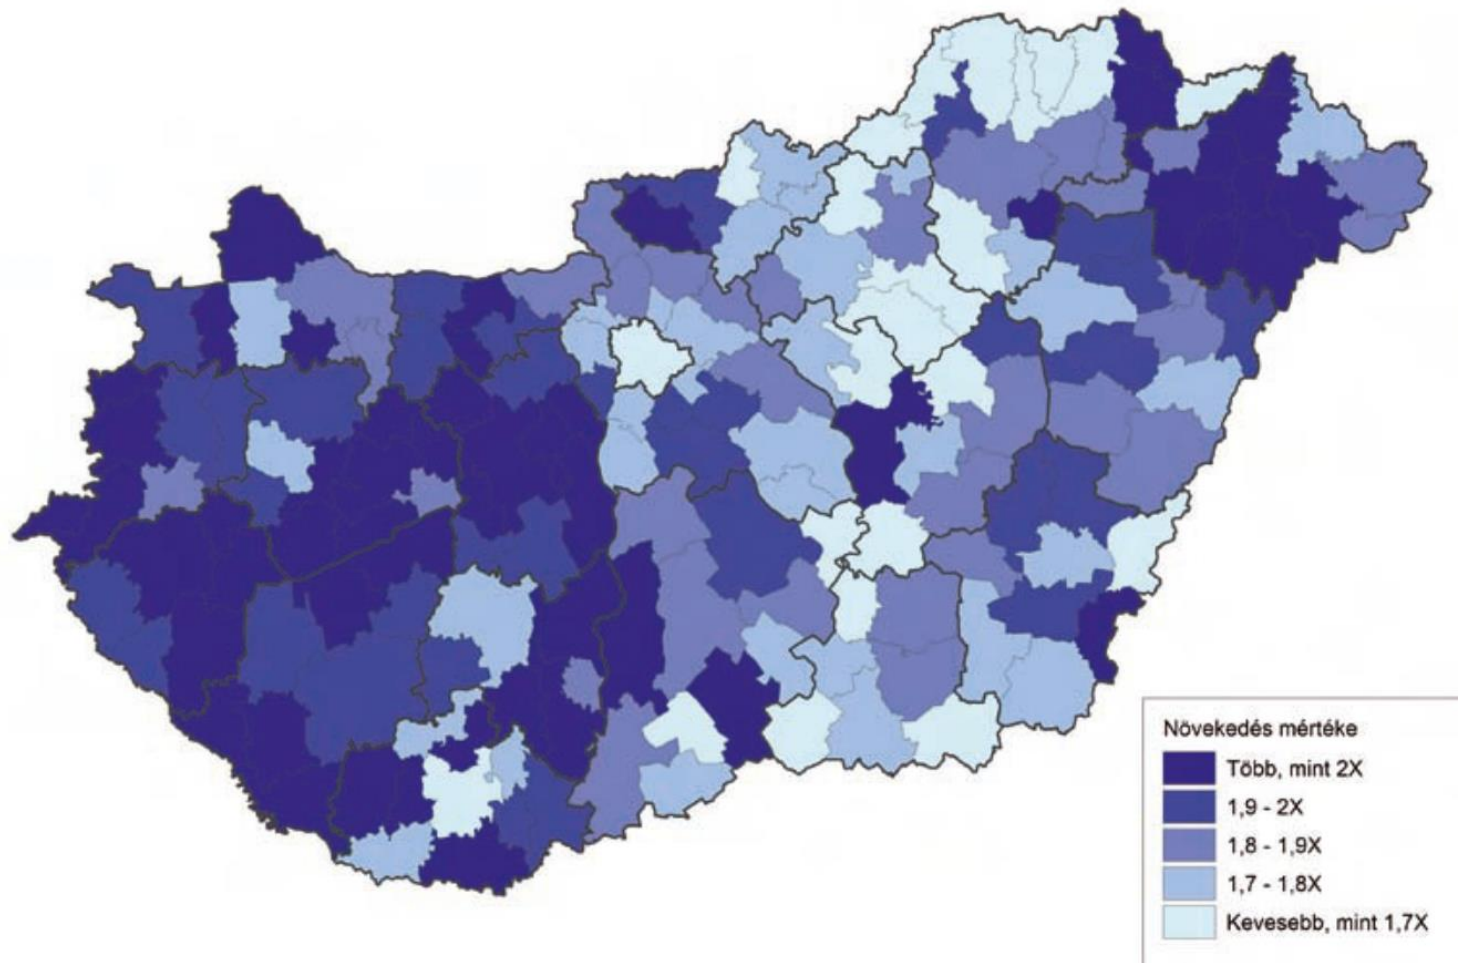 Növekedés mértéke
Több, mint 2X
1,9 - 2X
1,8 - 1,9X
1,7 - 1,8X
Kevesebb, mint 1,7X